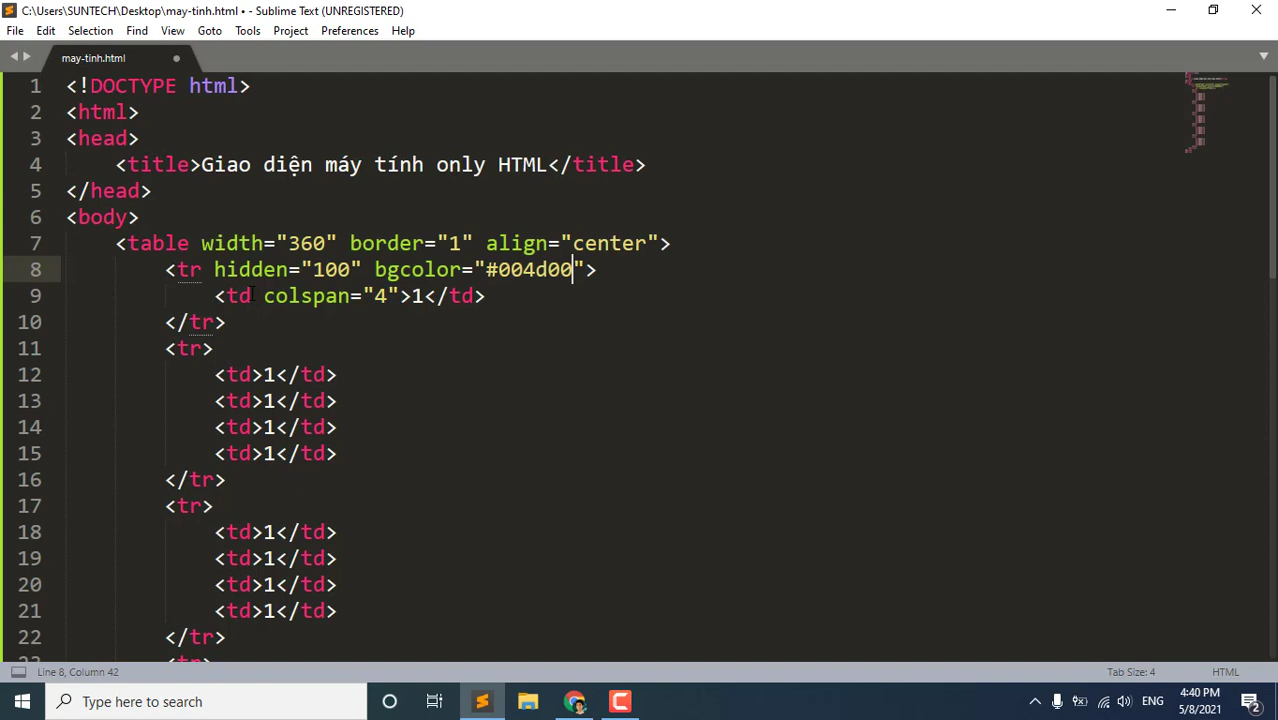 C:\Users\SUNTECH\Desktop\may-tinh.html • - Sublime Text (UNREGISTERED)
File Edit Selection Find View Goto Tools Project Preferences Help
may-tinh.html
1 <!DOCTYPE html>
2 <html>
3 <head>
4 <title>Giao diện máy tính only HTML</title>
5 </head>
6 <body>
7 <table width="360" border="1" align="center">
8 <tr hidden="100" bgcolor="#004d00">
9 <td colspan="4">1</td>
10 </tr>
11 <tr>
12 <td>1</td>
13 <td>1</td>
14 <td>1</td>
15 <td>1</td>
16 </tr>
17 <tr>
18 <td>1</td>
19 <td>1</td>
20 <td>1</td>
21 <td>1</td>
22 </tr>
23 <tr>
Line 8, Column 42 Tab Size: 4 HTML
Type here to search ENG 4:40 PM
5/8/2021 2